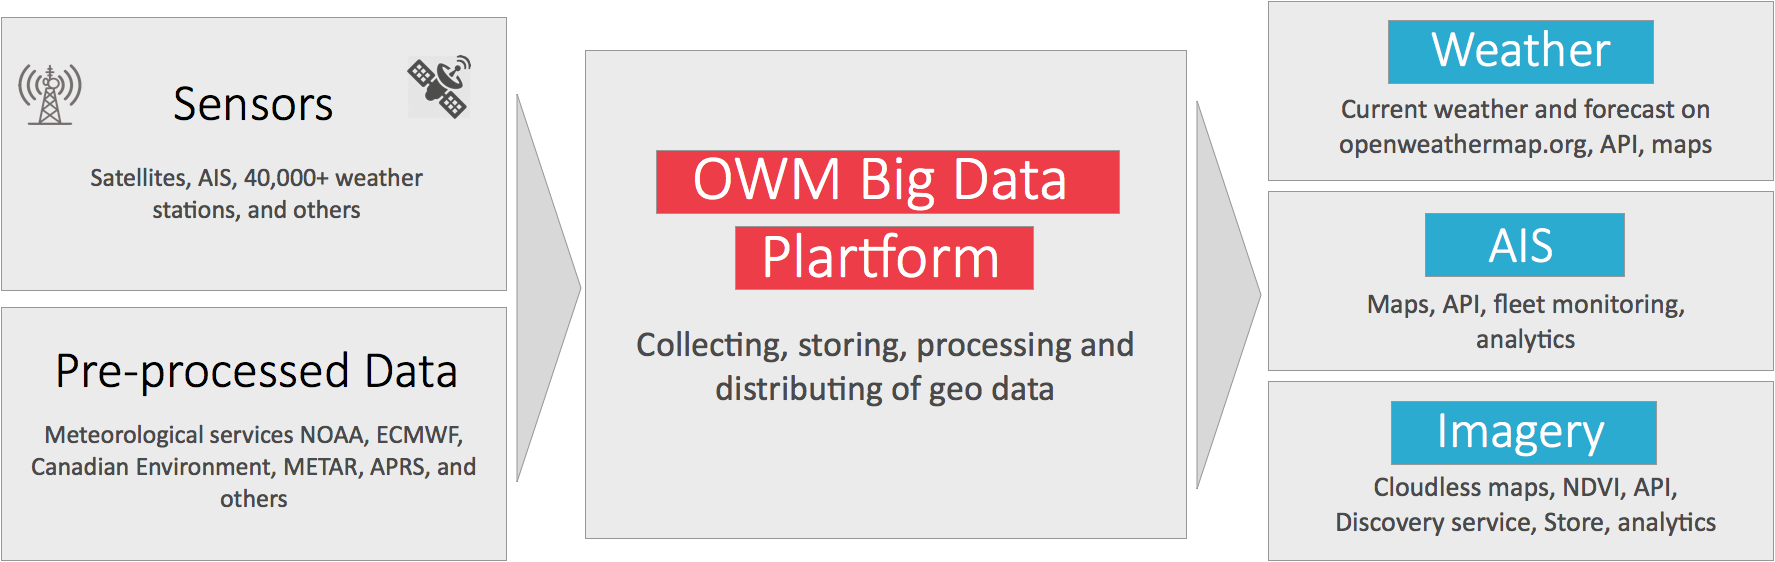 Sensors
Satellites, AIS, 40,000+ weather
stations, and others
Pre-processed Data
Meteorological services NOAA, ECMWF,
Canadian Environment, METAR, APRS, and
others
OWM Big Data
Plartform
Collecting, storing, processing and
distributing of geo data
Weather
Current weather and forecast on
openweathermap.org, API, maps
AIS
Maps, API, fleet monitoring,
analytics
Imagery
Cloudless maps, NDVI, API,
Discovery service, Store, analytics